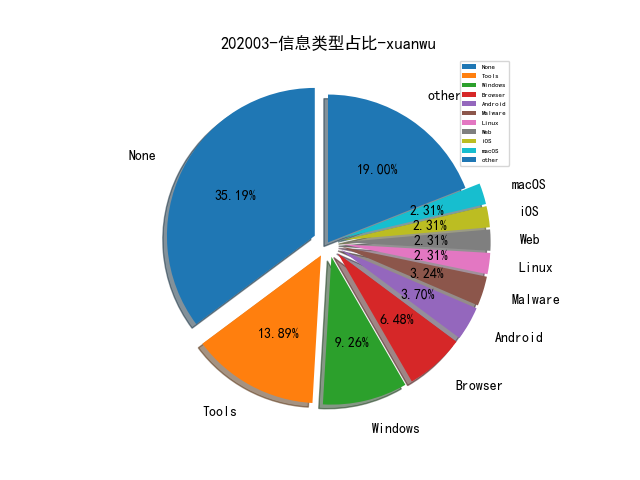 202003-信息类型占比-xuanwu
None
Tools
Windows
Browser
Android
Malware
Linux
Web
iOS
macOS
other
other
19.00%
macOS
2.31%
iOS
2.31%
Web
2.31%
Linux
2.31%
Malware
3.24%
Android
3.70%
Browser
6.48%
Windows
9.26%
Tools
13.89%
None
35.19%